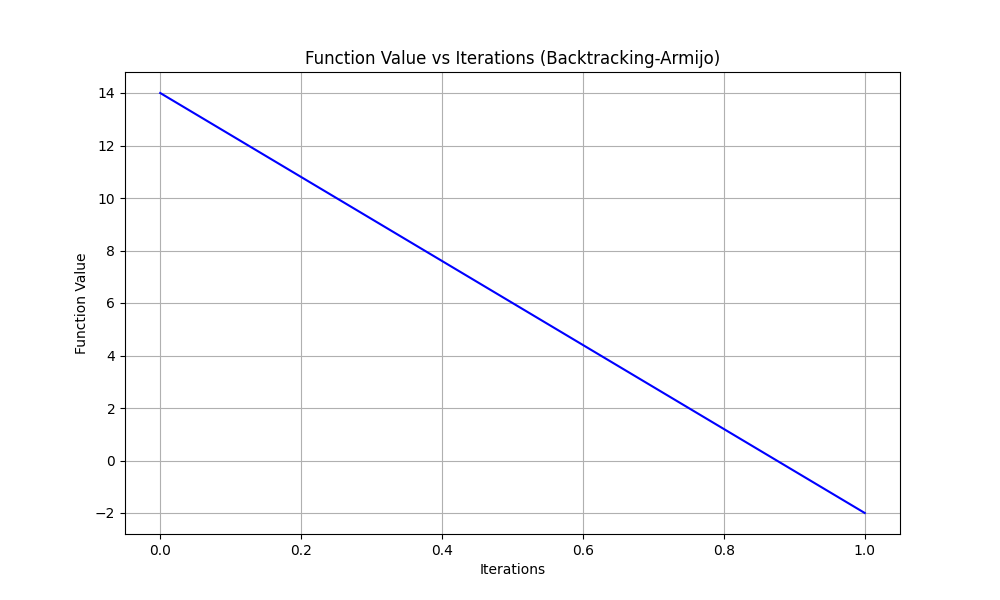 Function Value vs Iterations (Backtracking-Armijo)
14
12
10
8
6
4
2
0
−2
Function Value
0.0 0.2 0.4 0.6 0.8 1.0
Iterations